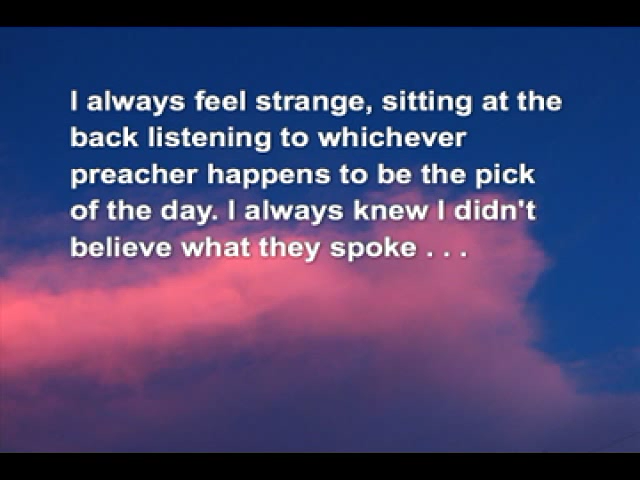 I always feel strange, sitting at the
back listening to whichever
preacher happens to be the pick
of the day. I always knew I didn't
believe what they spoke . . .